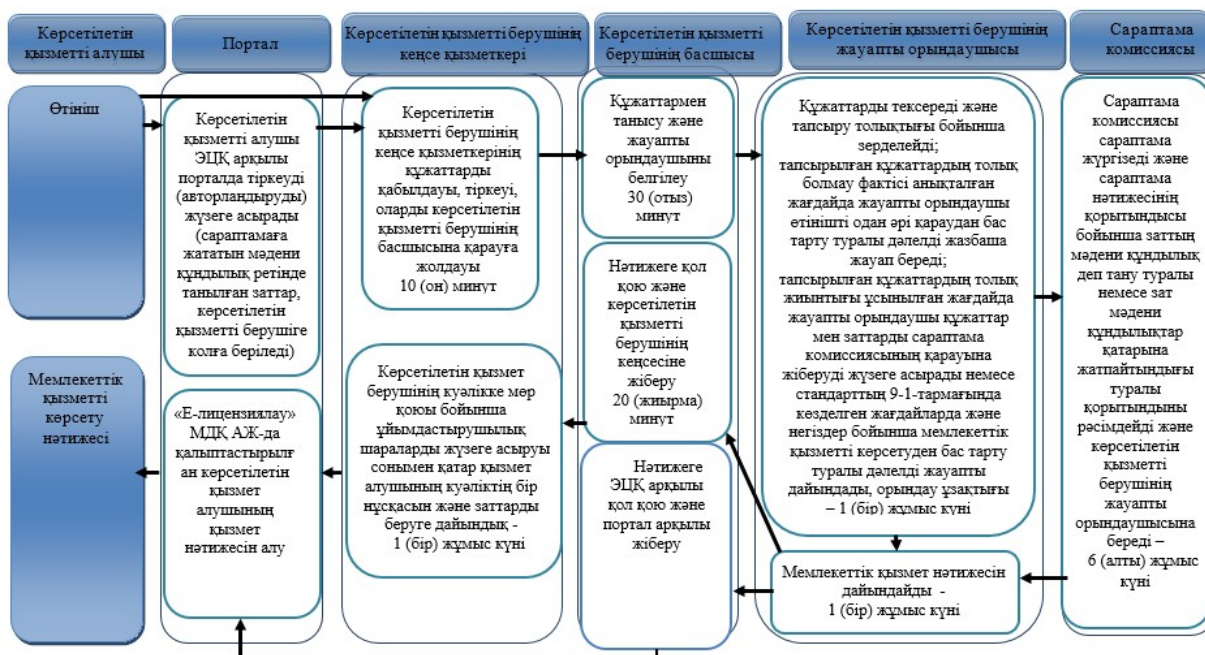 Көрсетілетін
қызметті алушы
Портал
Көрсетілетін қызметті берушінің
кеңсе қызметкері
Көрсетілетін қызметті
берушінің басшысы
Көрсетілетін қызметті берушінің
жауапты орындаушысы
Сараптама
комиссиясы
Өтініш
Көрсетілетін
қызметті алушы
ЭЦҚ арқылы
порталда тіркеуді
(авторландыруды)
жүзеге асырады
(сараптамаға
жататын мәдени
құндылық ретінде
танылған заттар,
көрсетілетін
қызметті берушіге
колға беріледі)
Көрсетілетін
қызметті берушінің
кеңсе қызметкерінің
құжаттарды
қабылдауы, тіркеуі,
оларды көрсетілетін
қызметті берушінің
басшысына қарауға
жолдауы
10 (он) минут
Құжаттармен
танысу және
жауапты
орындаушыны
белгілеу
30 (отыз)
минут
Құжаттарды тексереді және
тапсыру толықтығы бойынша
зерделейді;
тапсырылған құжаттардың толық
болмау фактісі анықталған
жағдайда жауапты орындаушы
өтінішті одан әрі қараудан бас
тарту туралы дәлелді жазбаша
жауап береді;
тапсырылған құжаттардың толық
жиынтығы ұсынылған жағдайда
жауапты орындаушы құжаттар
мен заттарды сараптама
комиссиясының қарауына
жіберуді жүзеге асырады немесе
стандарттың 9-1-тармағында
көзделген жағдайларда және
негіздер бойынша мемлекеттік
қызметті көрсетуден бас тарту
туралы дәлелді жауапты
дайындады, орындау ұзақтығы
– 1 (бір) жұмыс күні
Сараптама
комиссиясы
сараптама
жүргізеді және
сараптама
нәтижесінің
қорытындысы
бойынша заттың
мәдени құндылық
деп тану туралы
немесе зат
мәдени
құндылықтар
қатарына
жатпайтындығы
туралы
қорытындыны
рәсімдейді және
көрсетілетін
қызметті
берушінің
жауапты
орындаушысына
береді –
6 (алты) жұмыс
күні
Нәтижеге қол
қою және
көрсетілетін
қызметті
берушінің
кеңсесіне
жіберу
20 (жиырма)
минут
Мемлекеттік
қызметті
көрсету
нәтижесі
«Е-лицензиялау»
МДҚ АЖ-да
қалыптастырылғ
ан көрсетілетін
қызмет
алушының
қызмет
нәтижесін алу
Көрсетілетін қызмет
берушінің куәлікке мөр
қоюы бойынша
ұйымдастырушылық
шараларды жүзеге асыруы
сонымен қатар қызмет
алушының куәліктің бір
нұсқасын және заттарды
беруге дайындық -
1 (бір) жұмыс күні
Нәтижеге
ЭЦҚ арқылы
қол қою және
портал арқылы
жіберу
Мемлекеттік қызмет нәтижесін
дайындайды -
1 (бір) жұмыс күні